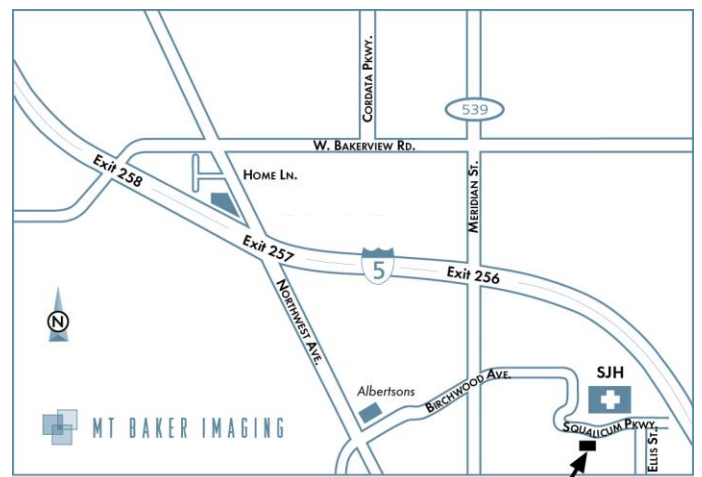 CORDATA PKWY.
539
W. BAKERVIEW RD.
Exit 258
HOME LN.
MERIDIAN ST.
Exit 257
5
Exit 256
N
NORTHWEST AVE.
Albertsons
BIRCHWOOD AVE.
SJH
MT BAKER IMAGING
SQUALICUM PKWY.
ELLIS ST.